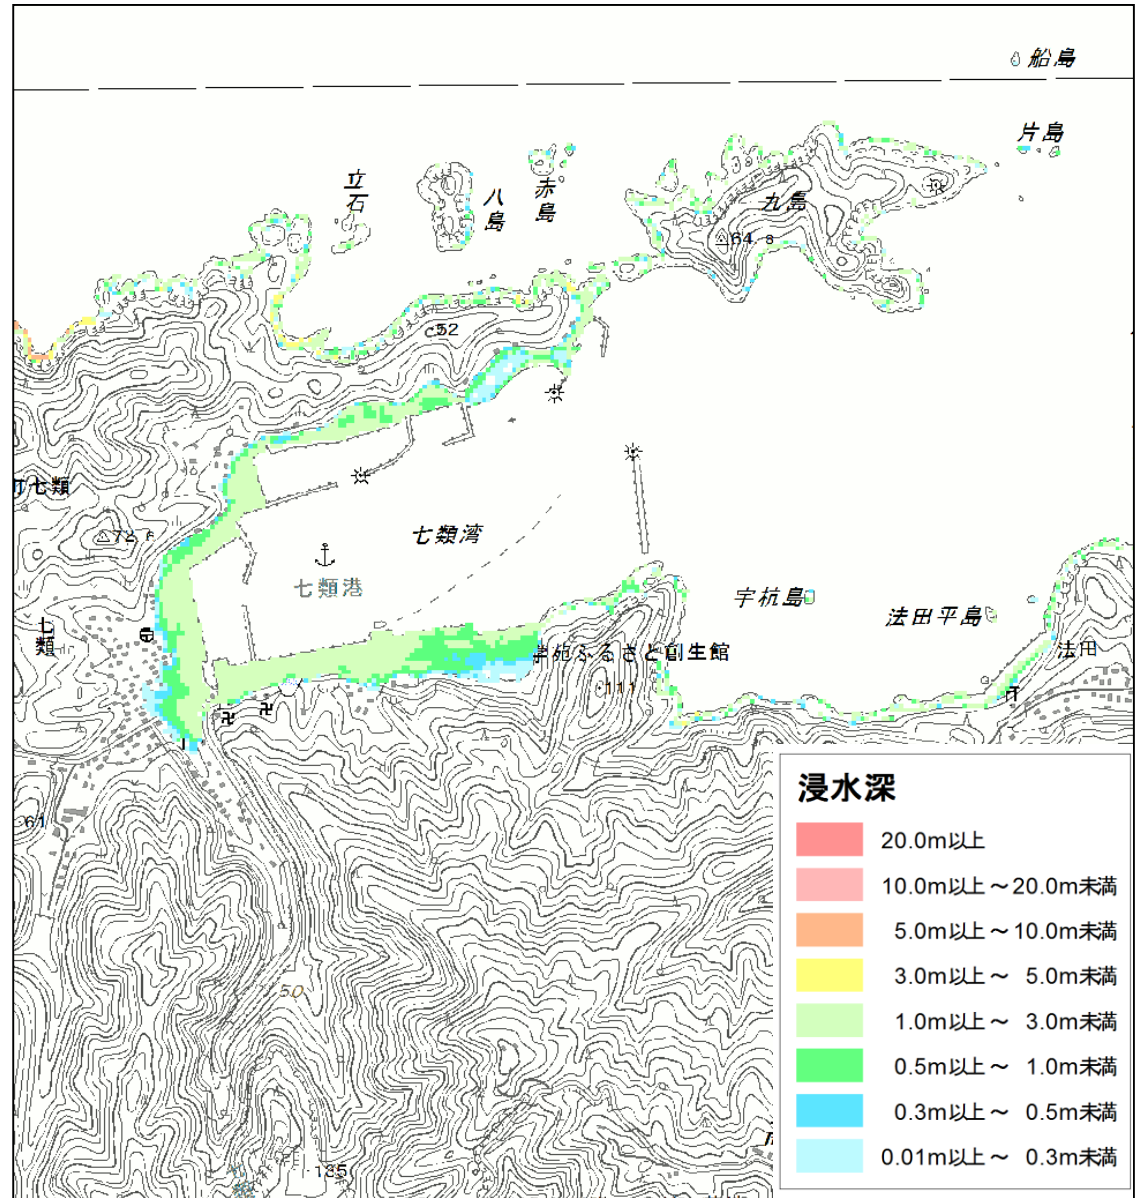 船島
片島
立石
八島
赤島
九島
64.8
52
町七類
72.6
七類湾
七類港
宇杭島
法田平島
七類
学苑ふるさと創生館
法田
111
61
50
185
浸水深
20.0m以上
10.0m以上～20.0m未満
5.0m以上～10.0m未満
3.0m以上～ 5.0m未満
1.0m以上～ 3.0m未満
0.5m以上～ 1.0m未満
0.3m以上～ 0.5m未満
0.01m以上～ 0.3m未満